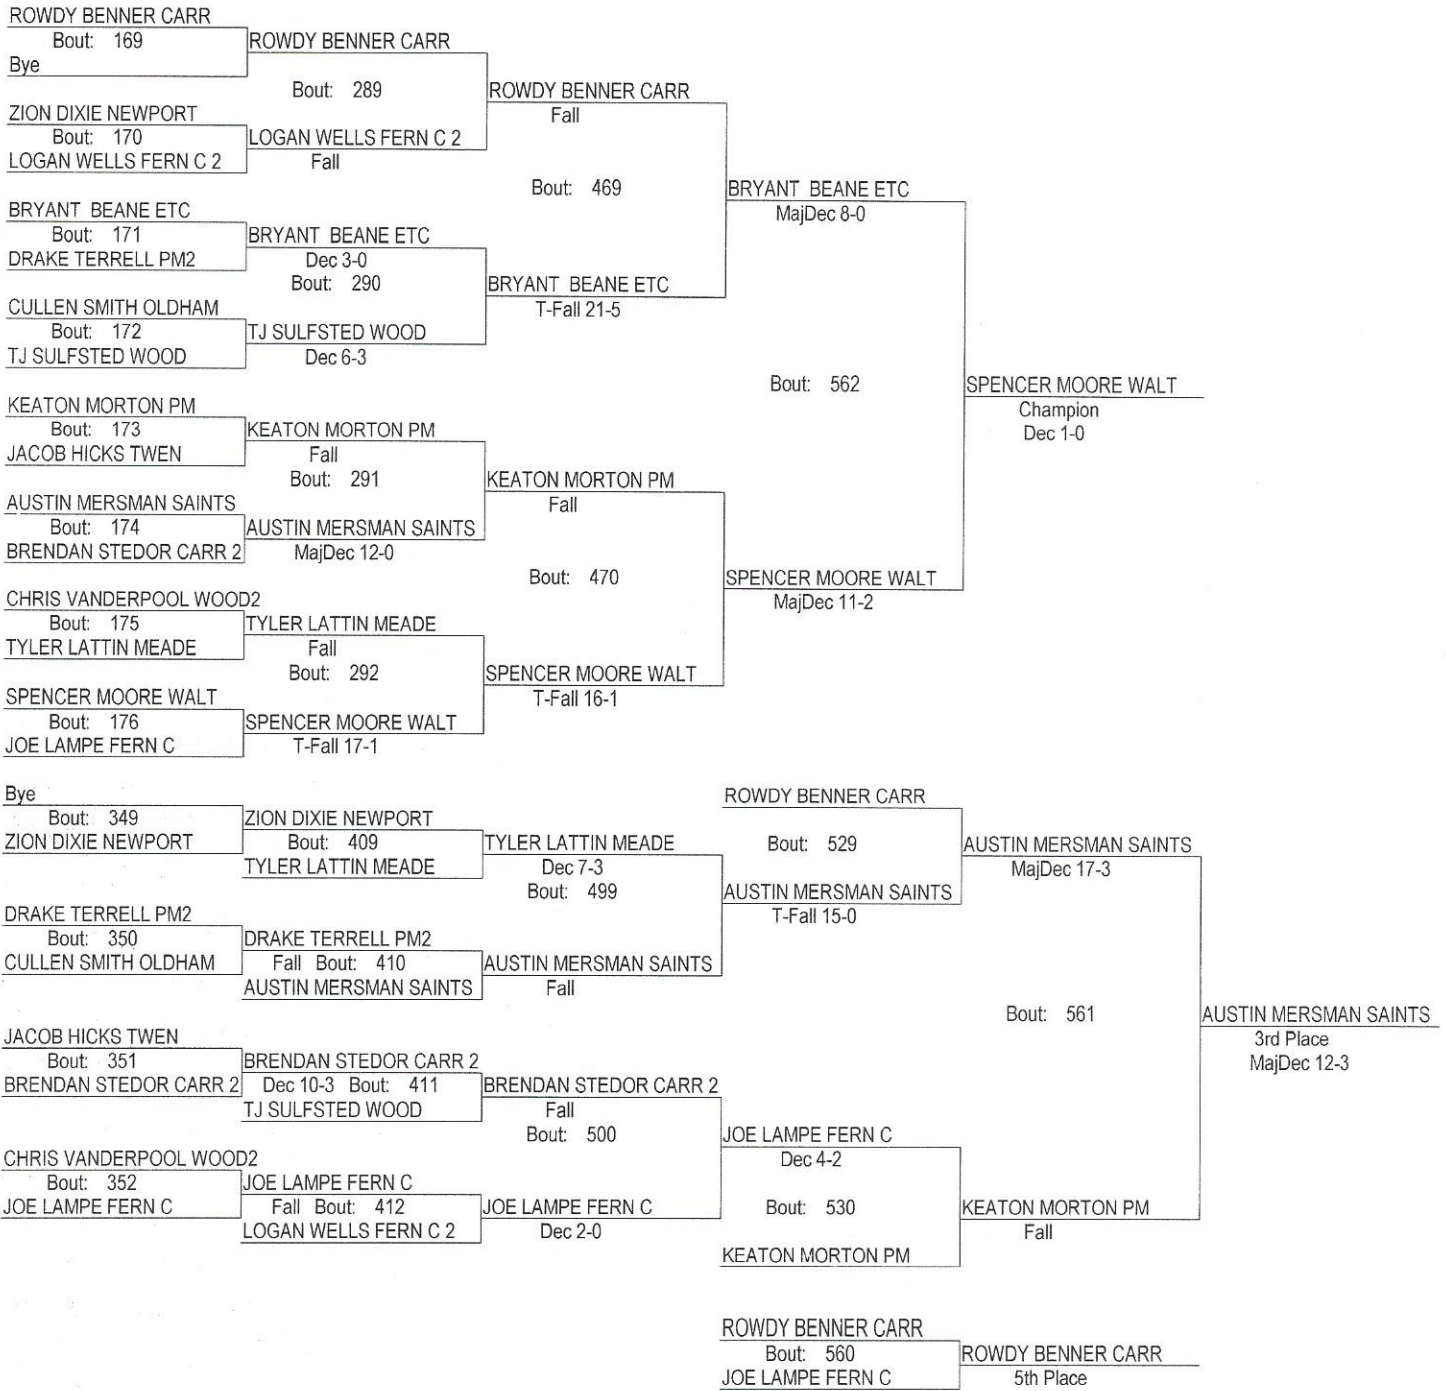 ROWDY BENNER CARR
Bout: 169
Bye
ROWDY BENNER CARR
Bout: 289
ZION DIXIE NEWPORT
Bout: 170
LOGAN WELLS FERN C 2
LOGAN WELLS FERN C 2
Fall
ROWDY BENNER CARR
Fall
Bout: 469
BRYANT BEANE ETC
Bout: 171
DRAKE TERRELL PM2
BRYANT BEANE ETC
Dec 3-0
Bout: 290
CULLEN SMITH OLDHAM
Bout: 172
TJ SULFSTED WOOD
TJ SULFSTED WOOD
Dec 6-3
BRYANT BEANE ETC
T-Fall 21-5
BRYANT BEANE ETC
MajDec 8-0
Bout: 562
KEATON MORTON PM
Bout: 173
JACOB HICKS TWEN
KEATON MORTON PM
Fall
Bout: 291
AUSTIN MERSMAN SAINTS
Bout: 174
BRENDAN STEDOR CARR 2
AUSTIN MERSMAN SAINTS
MajDec 12-0
KEATON MORTON PM
Fall
Bout: 470
CHRIS VANDERPOOL WOOD2
Bout: 175
TYLER LATTIN MEADE
TYLER LATTIN MEADE
Fall
Bout: 292
SPENCER MOORE WALT
Bout: 176
JOE LAMPE FERN C
SPENCER MOORE WALT
T-Fall 17-1
SPENCER MOORE WALT
T-Fall 16-1
SPENCER MOORE WALT
MajDec 11-2
SPENCER MOORE WALT
Champion
Dec 1-0
Bye
Bout: 349
ZION DIXIE NEWPORT
ZION DIXIE NEWPORT
Bout: 409
TYLER LATTIN MEADE
TYLER LATTIN MEADE
Dec 7-3
Bout: 499
DRAKE TERRELL PM2
Bout: 350
CULLEN SMITH OLDHAM
DRAKE TERRELL PM2
Fall Bout: 410
AUSTIN MERSMAN SAINTS
AUSTIN MERSMAN SAINTS
Fall
ROWDY BENNER CARR
Bout: 529
AUSTIN MERSMAN SAINTS
T-Fall 15-0
AUSTIN MERSMAN SAINTS
MajDec 17-3
Bout: 561
JACOB HICKS TWEN
Bout: 351
BRENDAN STEDOR CARR 2
BRENDAN STEDOR CARR 2
Dec 10-3 Bout: 411
TJ SULFSTED WOOD
BRENDAN STEDOR CARR 2
Fall
Bout: 500
CHRIS VANDERPOOL WOOD2
Bout: 352
JOE LAMPE FERN C
JOE LAMPE FERN C
Fall Bout: 412
LOGAN WELLS FERN C 2
JOE LAMPE FERN C
Dec 2-0
JOE LAMPE FERN C
Dec 4-2
Bout: 530
KEATON MORTON PM
KEATON MORTON PM
Fall
AUSTIN MERSMAN SAINTS
3rd Place
MajDec 12-3
ROWDY BENNER CARR
Bout: 560
JOE LAMPE FERN C
ROWDY BENNER CARR
5th Place